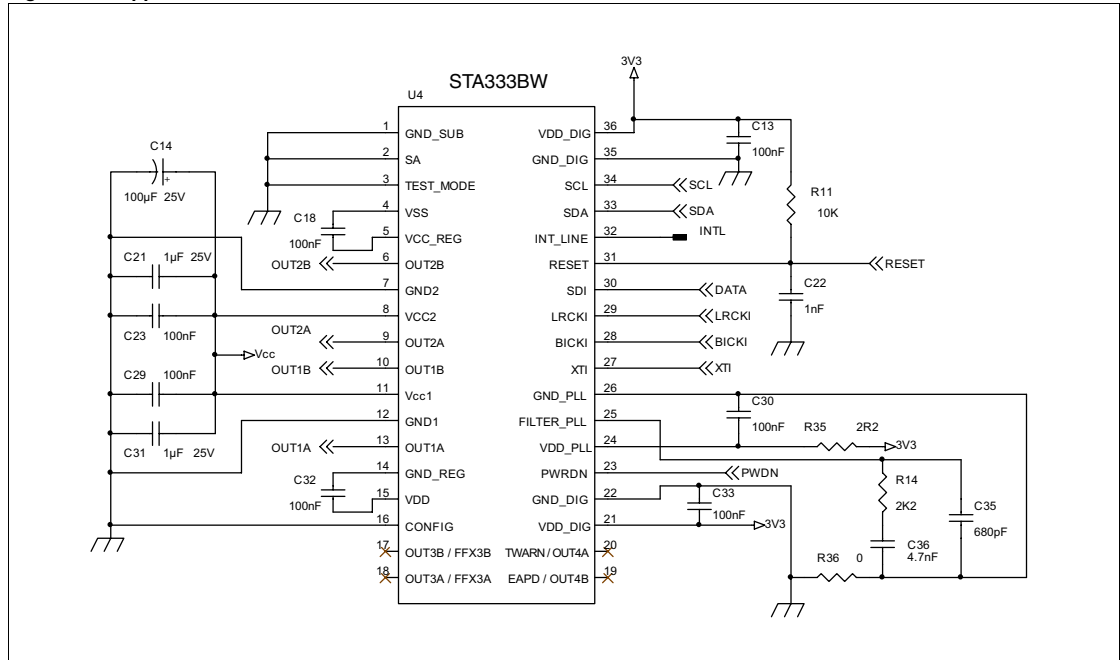 STA333BW
U4
3V3
1 GND_SUB
2 SA
3 TEST_MODE
4 VSS
5 VCC_REG
6 OUT2B
7 GND2
8 VCC2
9 OUT2A
10 OUT1B
11 Vcc1
12 GND1
13 OUT1A
14 GND_REG
15 VDD
16 CONFIG
17 OUT3B / FFX3B
18 OUT3A / FFX3A
VDD_DIG 36
GND_DIG 35
SCL 34
SDA 33
INT_LINE 32
RESET 31
SDI 30
LRCKI 29
BICKI 28
XTI 27
GND_PLL 26
FILTER_PLL 25
VDD_PLL 24
PWRDN 23
GND_DIG 22
VDD_DIG 21
TWARN / OUT4A 20
EAPD / OUT4B 19
C14
+
100µF 25V
C18
100nF
OUT2B
C21 1µF 25V
C23 100nF
OUT2A
Vcc
OUT1B
C29 100nF
OUT1A
C31 1µF 25V
C32
100nF
C13
100nF
SCL
SDA
INTL
R11
10K
RESET
C22
1nF
DATA
LRCKI
BICKI
XTI
C30
100nF
R35 2R2
3V3
PWDN
R14
2K2
C33
100nF
3V3
C35
680pF
C36
4.7nF
R36 0